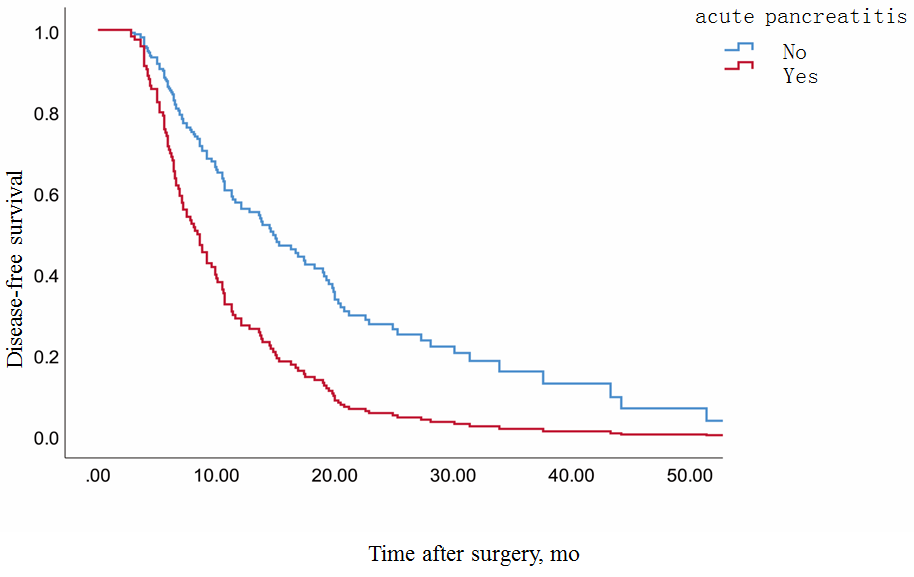 acute pancreatitis
No
Yes
Disease-free survival
1.0
0.8
0.6
0.4
0.2
0.0
.00 10.00 20.00 30.00 40.00 50.00
Time after surgery, mo